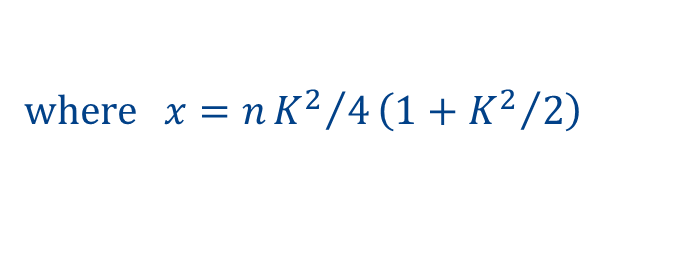 where x = n K²/4 (1 + K²/2)